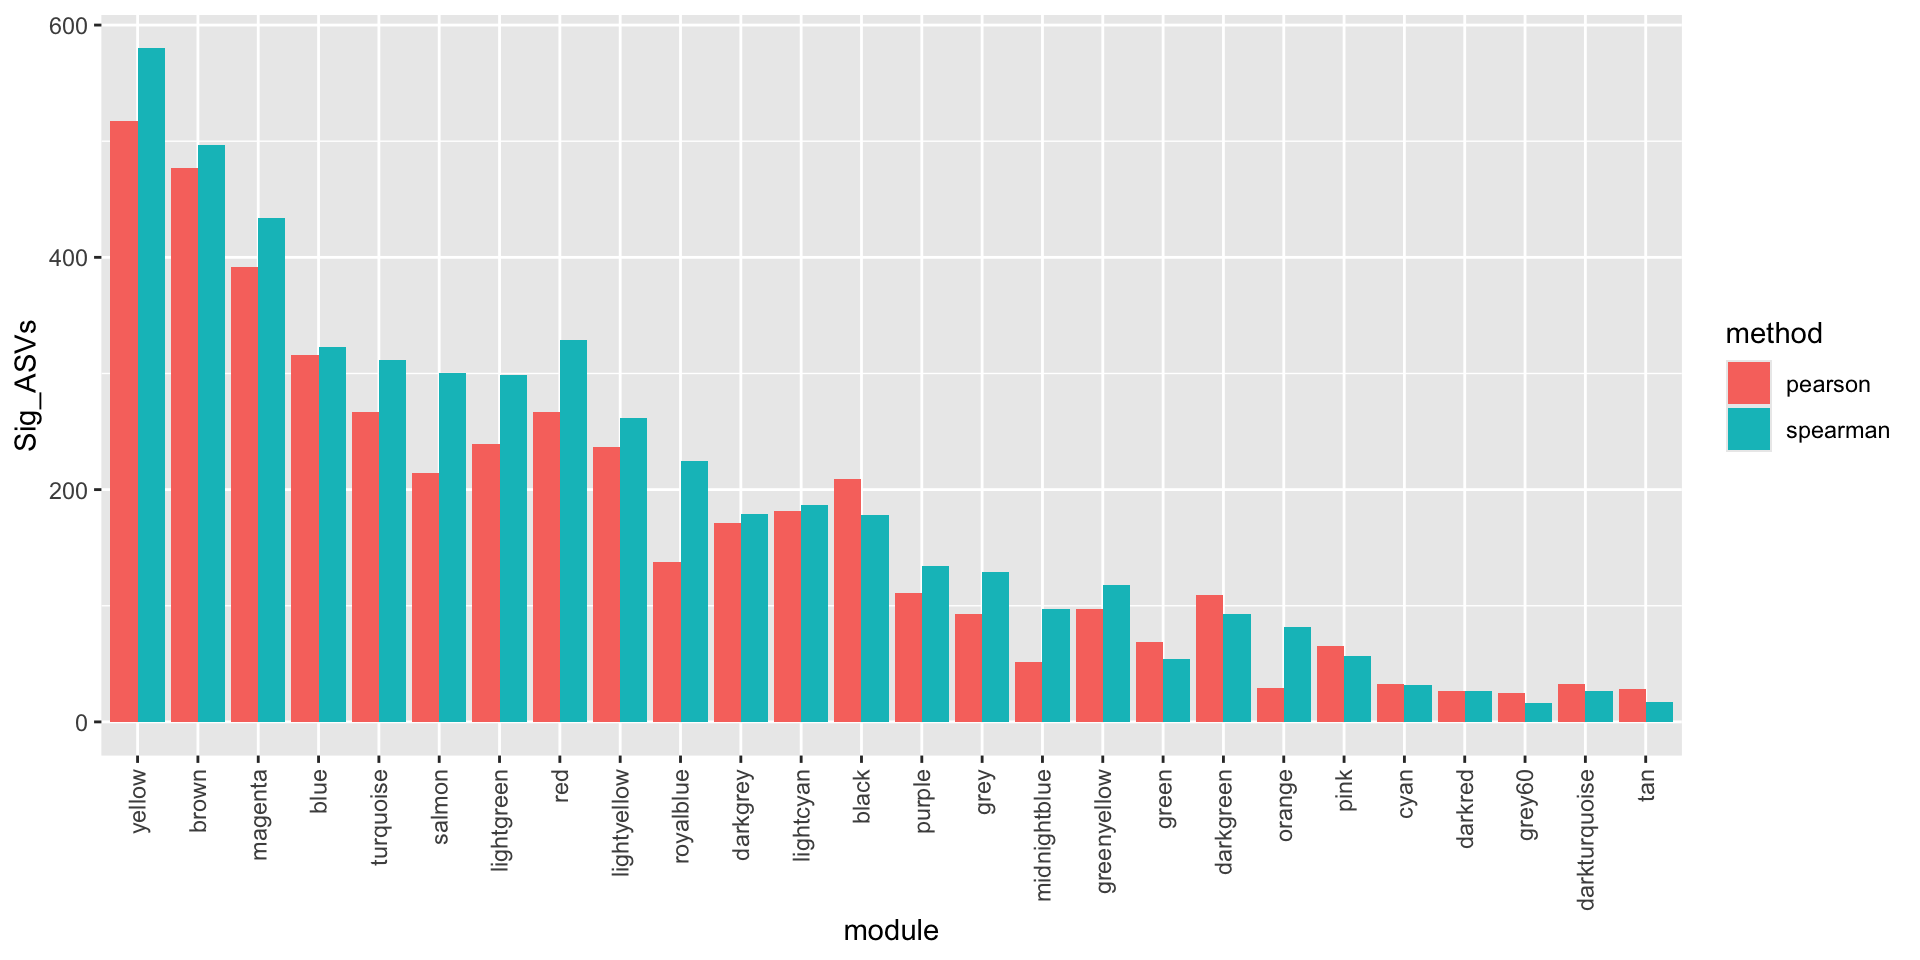 600
400
200
0
Sig_ASVs
yellow
brown
magenta
blue
turquoise
salmon
lightgreen
red
lightyellow
royalblue
darkgrey
lightcyan
black
purple
grey
midnightblue
greenyellow
green
darkgreen
orange
pink
cyan
darkred
grey60
darkturquoise
tan
module
method
pearson
spearman